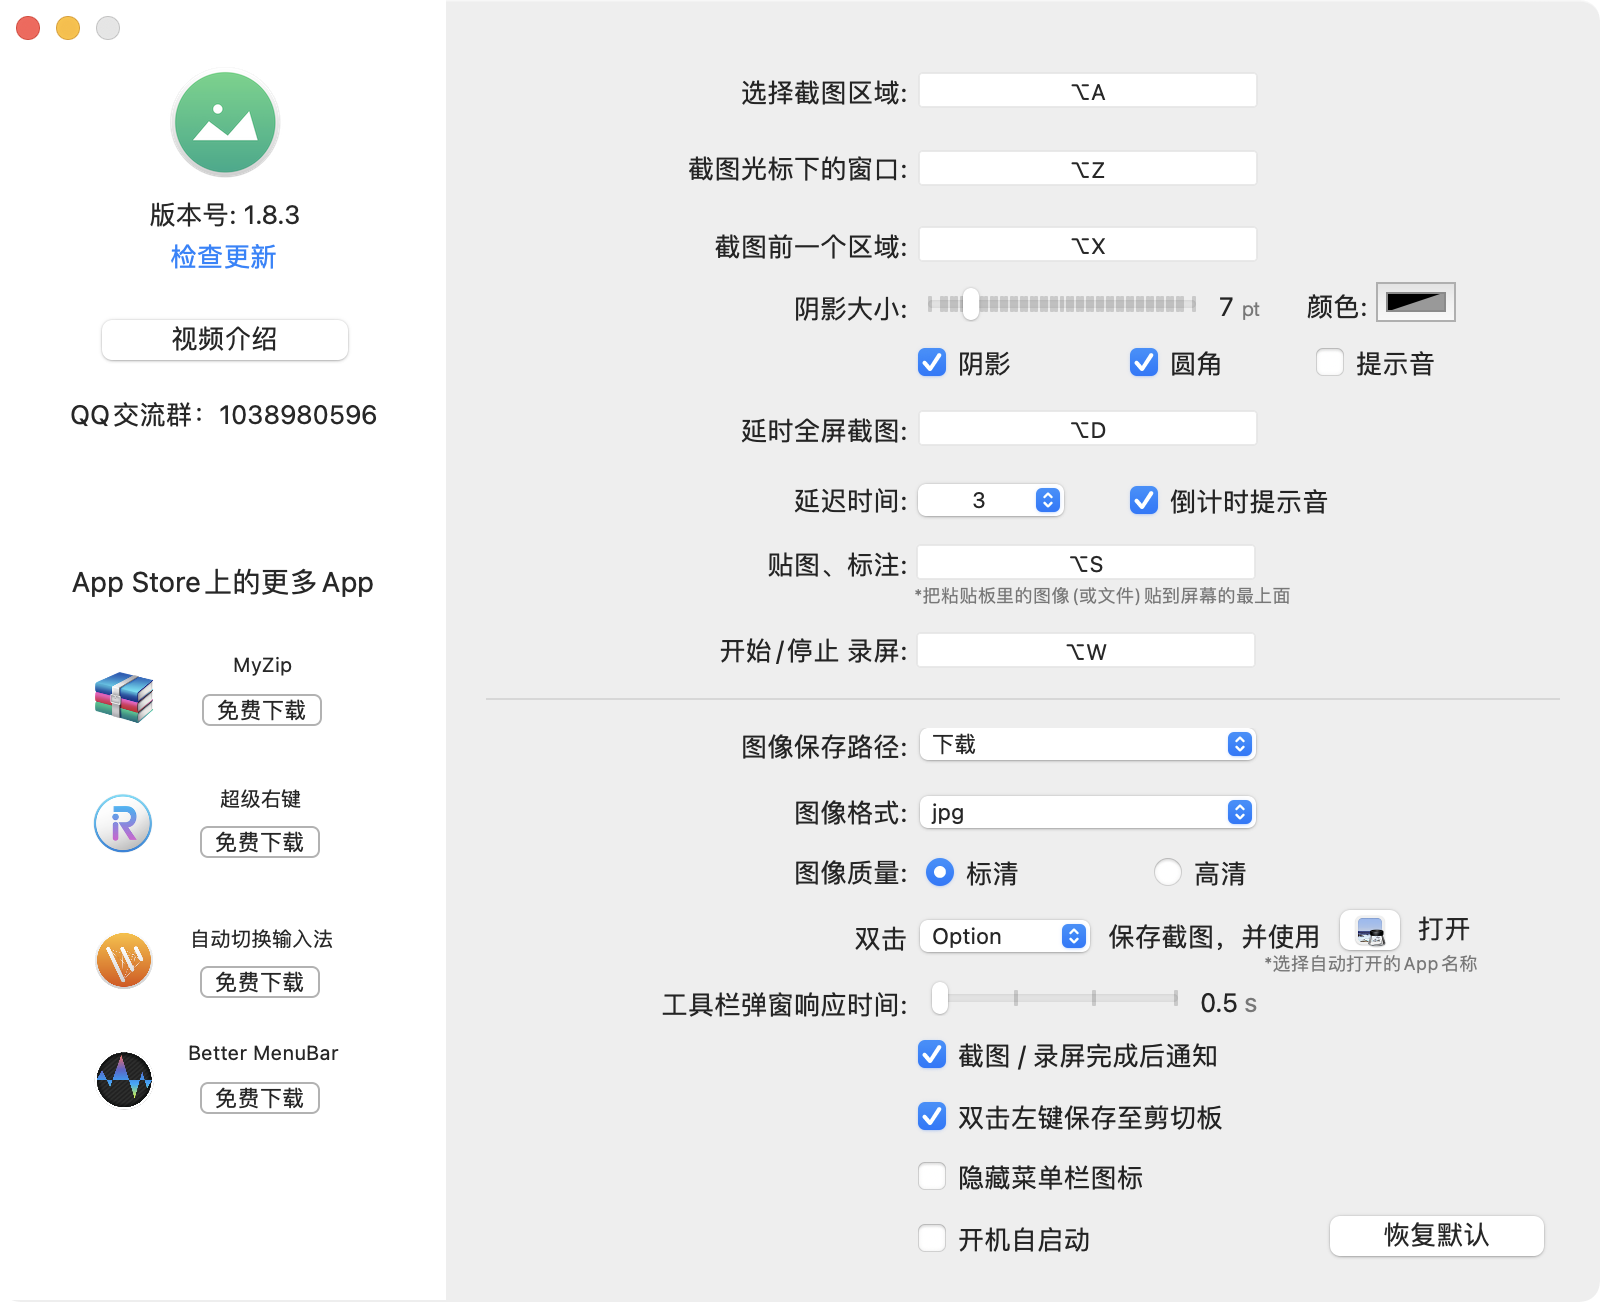 版本号: 1.8.3
检查更新
视频介绍
QQ交流群：1038980596
App Store上的更多App
MyZip
免费下载
超级右键
免费下载
自动切换输入法
免费下载
Better MenuBar
免费下载
选择截图区域: ⌥A
截图光标下的窗口: ⌥Z
截图前一个区域: ⌥X
阴影大小: 7 pt 颜色:
阴影 圆角 提示音
延时全屏截图: ⌥D
延迟时间: 3 倒计时提示音
贴图、标注: ⌥S
*把粘贴板里的图像(或文件)贴到屏幕的最上面
开始/停止 录屏: ⌥W
图像保存路径: 下载
图像格式: jpg
图像质量: 标清 高清
双击 Option 保存截图，并使用 打开
*选择自动打开的App名称
工具栏弹窗响应时间: 0.5 s
截图 / 录屏完成后通知
双击左键保存至剪切板
隐藏菜单栏图标
开机自启动
恢复默认